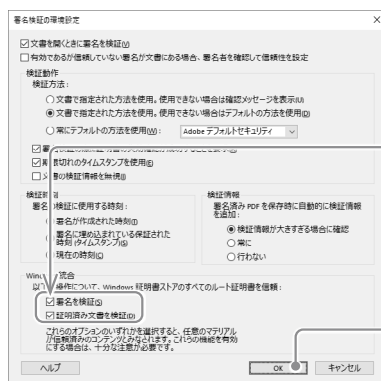 署名検証の環境設定
文書を開くときに署名を検証(V)
有効であるが信頼していない署名が文書にある場合、署名者を確認して信頼性を設定
検証動作
検証方法:
文書で指定された方法を使用。使用できない場合は確認メッセージを表示(U)
文書で指定された方法を使用。使用できない場合はデフォルトの方法を使用(D)
常にデフォルトの方法を使用(W): Adobe デフォルトセキュリティ
切れのタイムスタンプを使用(E)
の検証情報を無視(I)
検証時刻 検証情報
署名 検証に使用する時刻:
署名済み PDF を保存時に自動的に検証情報
を追加:
署名が作成された時刻(T)
検証情報が大きすぎる場合に確認
署名に埋め込まれている保証された
時刻 (タイムスタンプ)(S)
常に
現在の時刻(C)
行わない
Win 統合
以 操作について、Windows 証明書ストアのすべてのルート証明書を信頼:
署名を検証(S)
証明済み文書を検証(D)
これらのオプションのいずれかを選択すると、任意のマテリアル
が信頼済みのコンテンツとみなされます。これらの機能を有効
にする場合は、十分な注意が必要です。
ヘルプ OK キャンセル